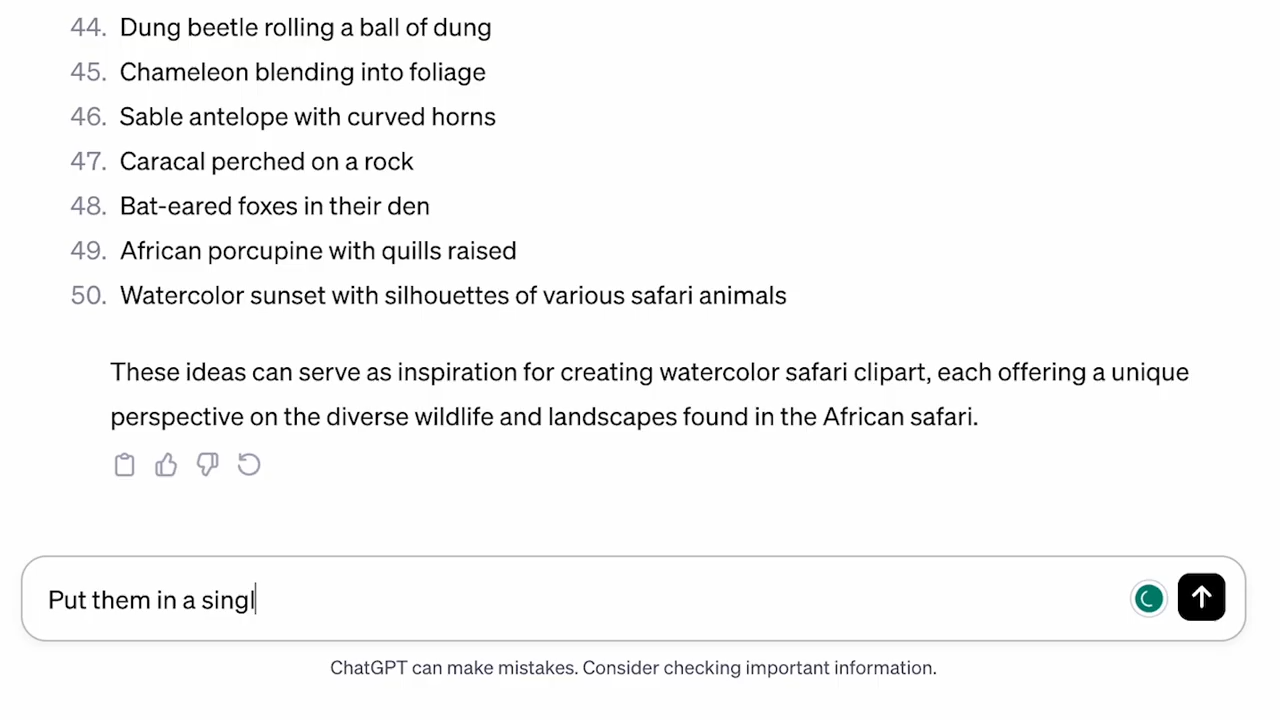 44. Dung beetle rolling a ball of dung
45. Chameleon blending into foliage
46. Sable antelope with curved horns
47. Caracal perched on a rock
48. Bat-eared foxes in their den
49. African porcupine with quills raised
50. Watercolor sunset with silhouettes of various safari animals
These ideas can serve as inspiration for creating watercolor safari clipart, each offering a unique
perspective on the diverse wildlife and landscapes found in the African safari.
Put them in a singl
ChatGPT can make mistakes. Consider checking important information.